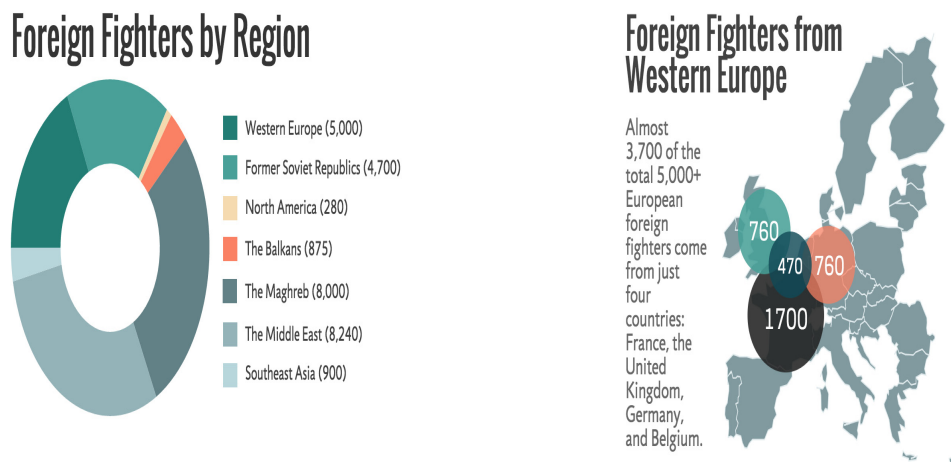 Foreign Fighters by Region
Western Europe (5,000)
Former Soviet Republics (4,700)
North America (280)
The Balkans (875)
The Maghreb (8,000)
The Middle East (8,240)
Southeast Asia (900)
Foreign Fighters from
Western Europe
Almost
3,700 of the
total 5,000+
European
foreign
fighters come
from just
four
countries:
France, the
United
Kingdom,
Germany,
and Belgium.
760
470
760
1700